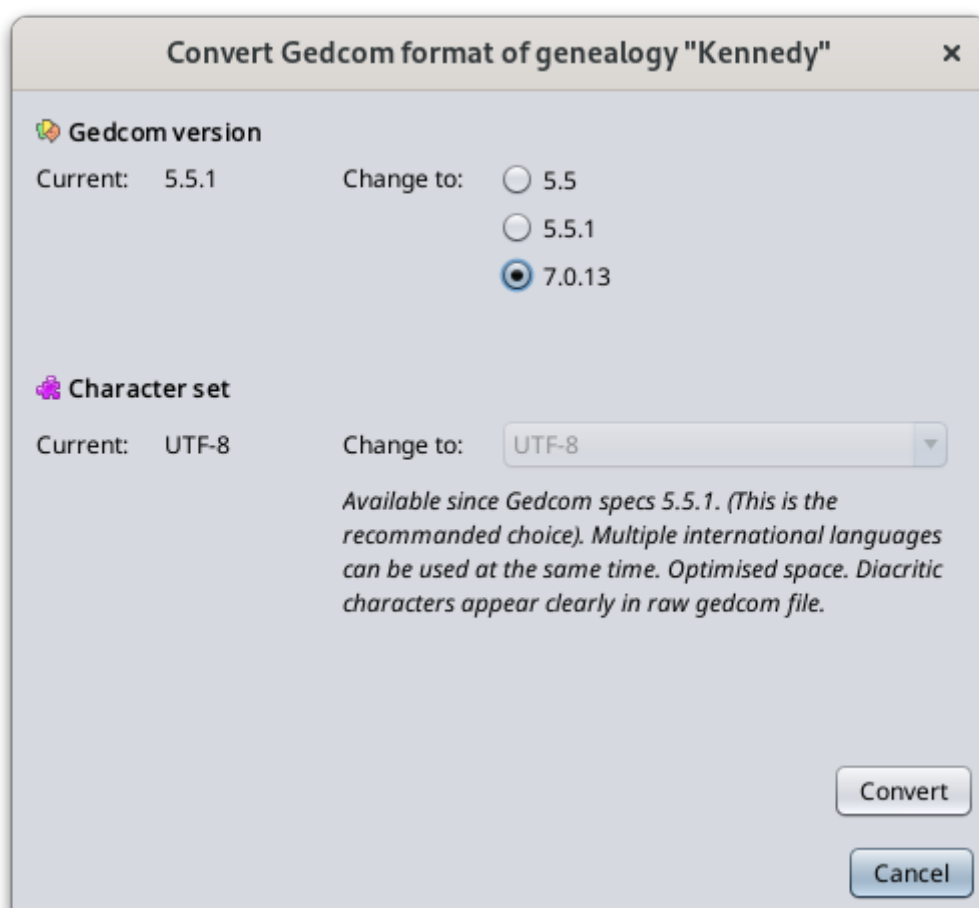 Convert Gedcom format of genealogy "Kennedy"
Gedcom version
Current: 5.5.1 Change to: 5.5
5.5.1
7.0.13
Character set
Current: UTF-8 Change to: UTF-8
Available since Gedcom specs 5.5.1. (This is the
recommanded choice). Multiple international languages
can be used at the same time. Optimised space. Diacritic
characters appear clearly in raw gedcom file.
Convert
Cancel